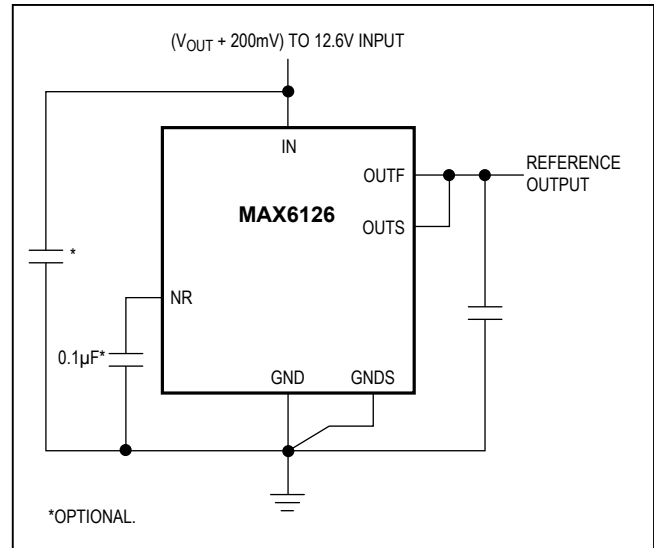 (VOUT + 200mV) TO 12.6V INPUT
IN
OUTF
REFERENCE
OUTPUT
MAX6126
OUTS
*
NR
0.1µF*
GND
GNDS
*OPTIONAL.